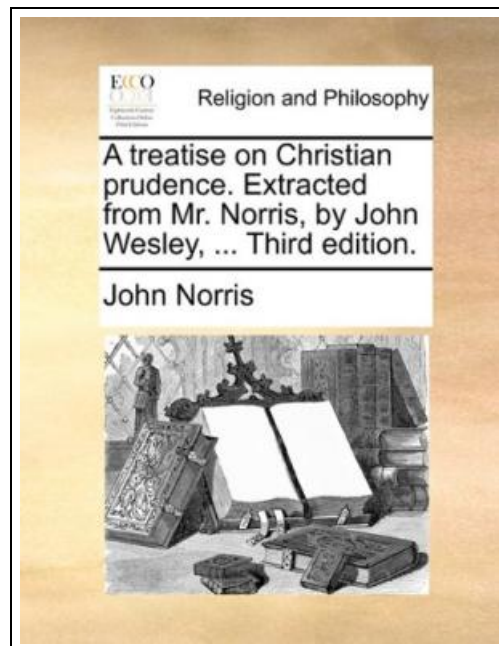 ECCO
Religion and Philosophy
A treatise on Christian
prudence. Extracted
from Mr. Norris, by John
Wesley, ... Third edition.
John Norris